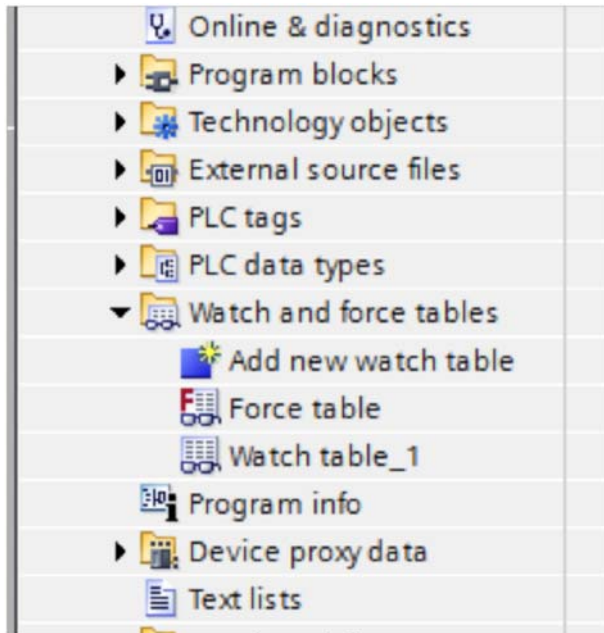 Online & diagnostics
Program blocks
Technology objects
External source files
PLC tags
PLC data types
Watch and force tables
Add new watch table
Force table
Watch table_1
Program info
Device proxy data
Text lists